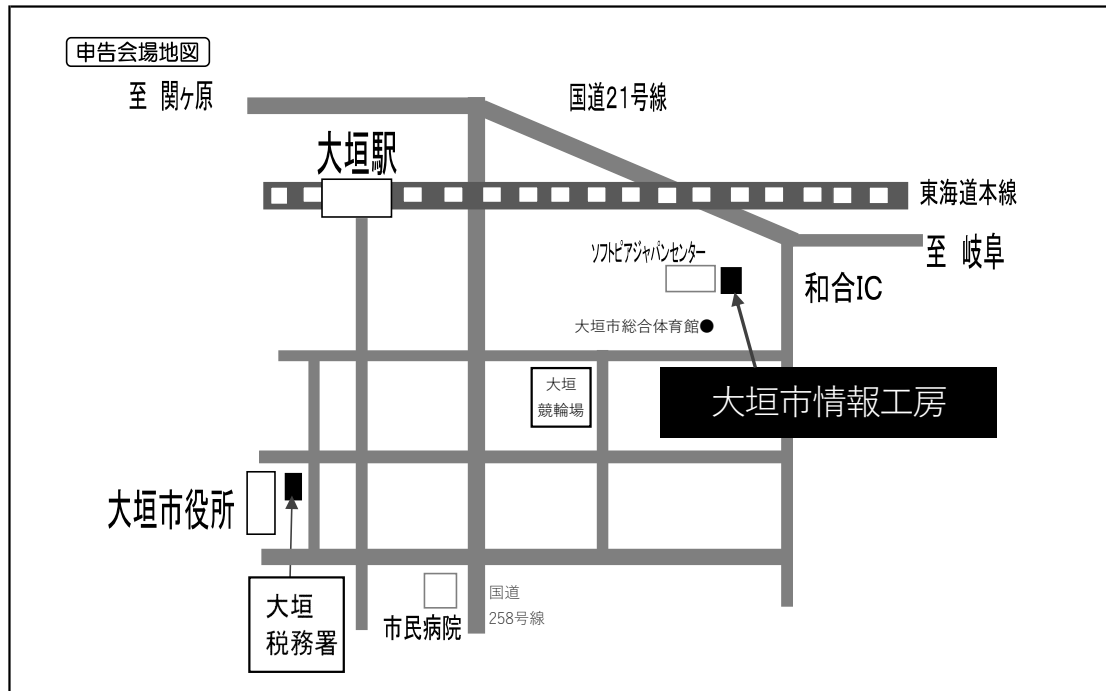 申告会場地図
至 関ヶ原
国道21号線
大垣駅
東海道本線
ソフトピアジャパンセンター
至 岐阜
和合IC
大垣市総合体育館
大垣
競輪場
大垣市情報工房
大垣市役所
大垣
税務署
市民病院
国道
258号線